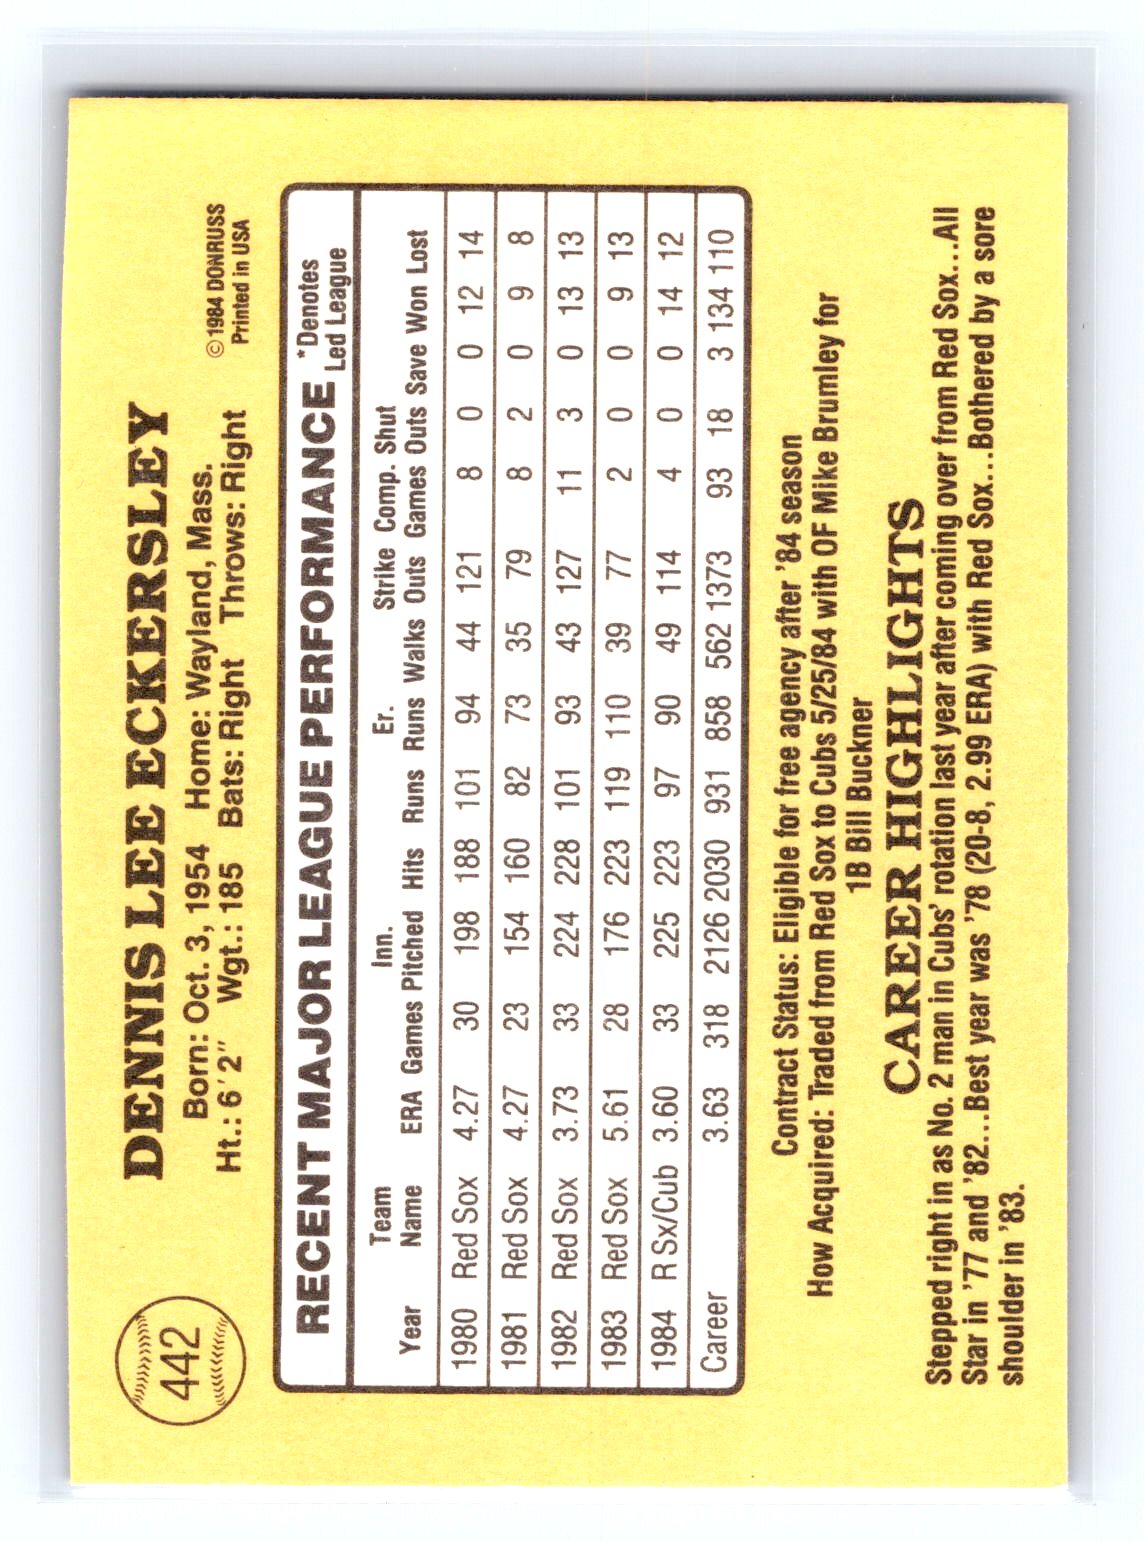 442
DENNIS LEE ECKERSLEY
Born: Oct. 3, 1954 Home: Wayland, Mass.
Ht.: 6'2" Wgt.: 185 Bats: Right Throws: Right
© 1984 DONRUSS
Printed in USA
RECENT MAJOR LEAGUE PERFORMANCE
*Denotes
Led League
Team Inn. Er. Strike Comp. Shut
Year Name ERA Games Pitched Hits Runs Runs Walks Outs Games Outs Save Won Lost
1980 Red Sox 4.27 30 198 188 101 94 44 121 8 0 0 12 14
1981 Red Sox 4.27 23 154 160 82 73 35 79 8 2 0 9 8
1982 Red Sox 3.73 33 224 228 101 93 43 127 11 3 0 13 13
1983 Red Sox 5.61 28 176 223 119 110 39 77 2 0 0 9 13
1984 R Sx/Cub 3.60 33 225 223 97 90 49 114 4 0 0 14 12
Career 3.63 318 2126 2030 931 858 562 1373 93 18 3 134 110
Contract Status: Eligible for free agency after '84 season
How Acquired: Traded from Red Sox to Cubs 5/25/84 with OF Mike Brumley for
1B Bill Buckner
CAREER HIGHLIGHTS
Stepped right in as No. 2 man in Cubs' rotation last year after coming over from Red Sox...All
Star in '77 and '82...Best year was '78 (20-8, 2.99 ERA) with Red Sox...Bothered by a sore
shoulder in '83.